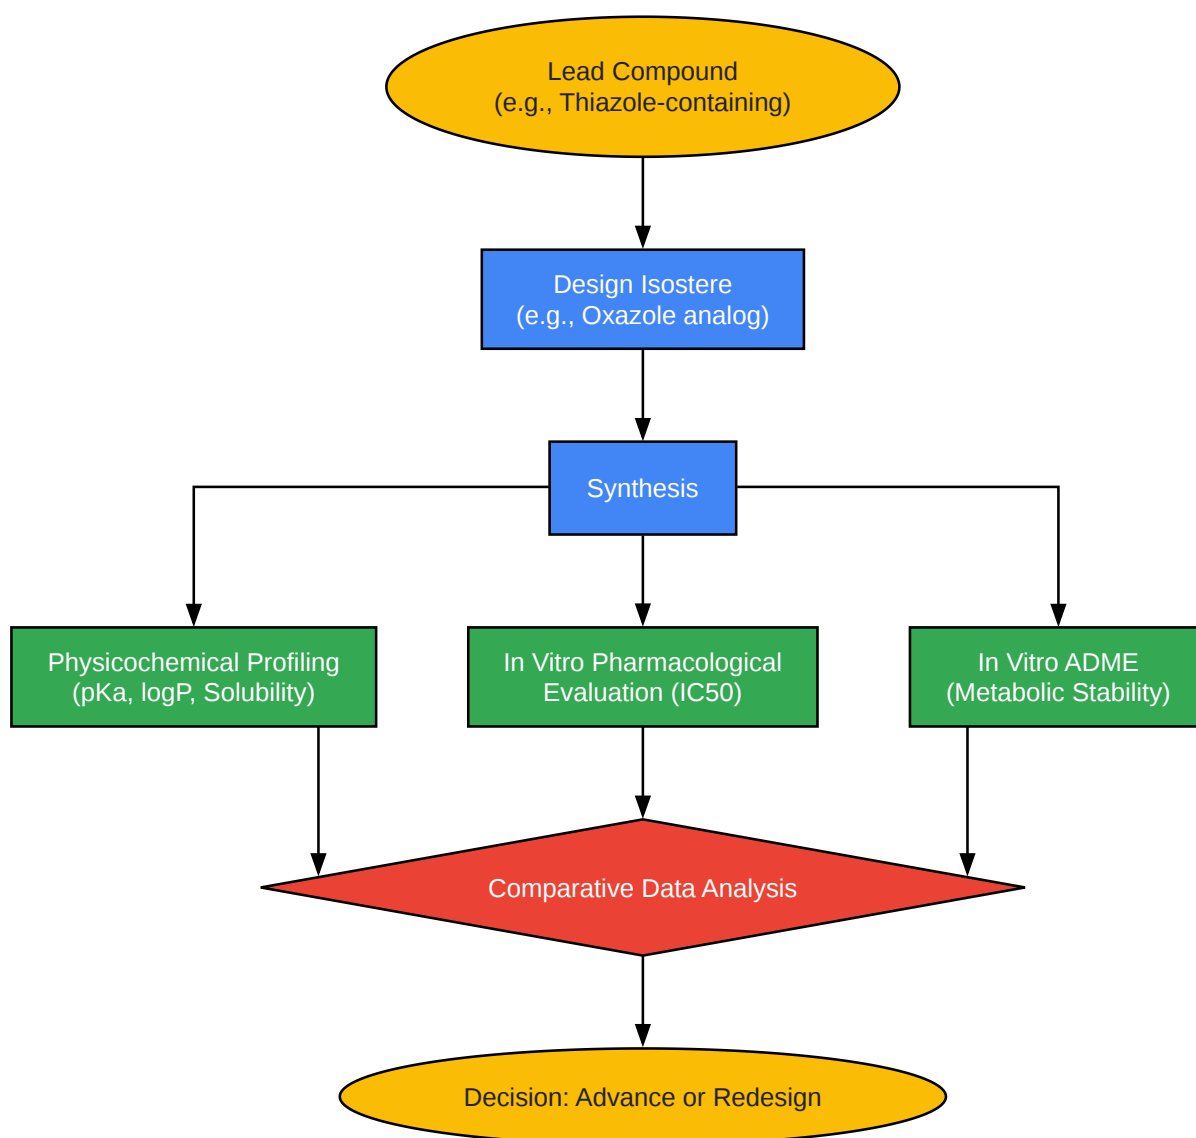 Lead Compound
(e.g., Thiazole-containing)
Design Isostere
(e.g., Oxazole analog)
Synthesis
Physicochemical Profiling
(pKa, logP, Solubility)
In Vitro Pharmacological
Evaluation (IC50)
In Vitro ADME
(Metabolic Stability)
Comparative Data Analysis
Decision: Advance or Redesign